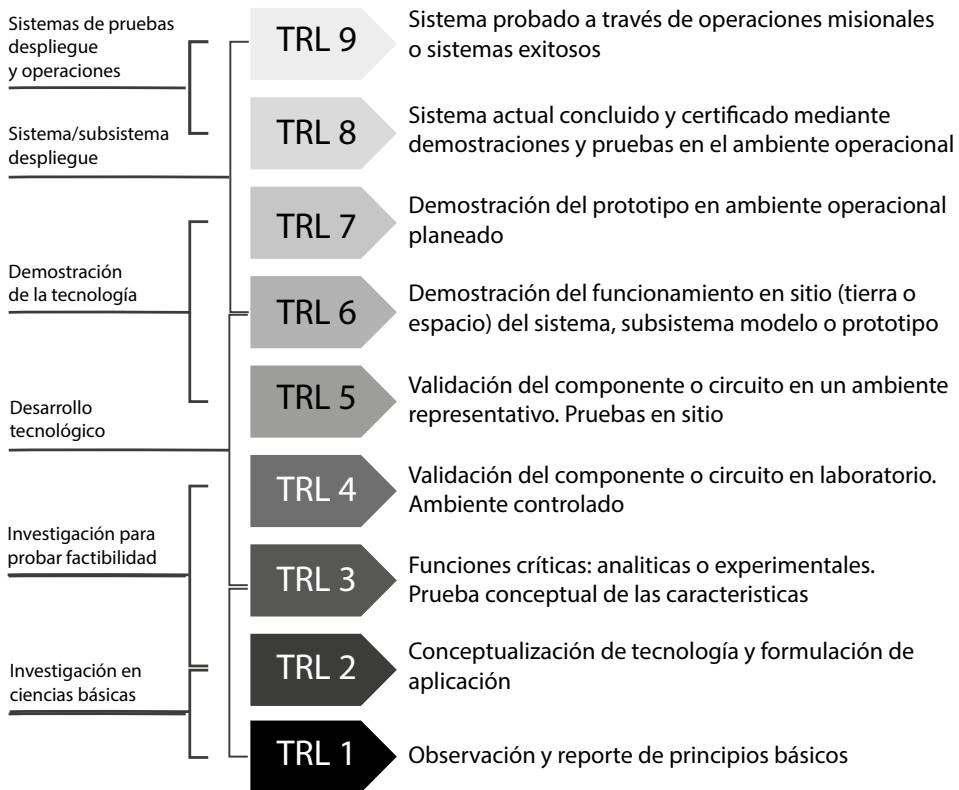 Sistemas de pruebas
despliegue
y operaciones
Sistema/subsistema
despliegue
Demostración
de la tecnología
Desarrollo
tecnológico
Investigación para
probar factibilidad
Investigación en
ciencias básicas
TRL 9
Sistema probado a través de operaciones misionales
o sistemas exitosos
TRL 8
Sistema actual concluido y certificado mediante
demostraciones y pruebas en el ambiente operacional
TRL 7
Demostración del prototipo en ambiente operacional
planeado
TRL 6
Demostración del funcionamiento en sitio (tierra o
espacio) del sistema, subsistema modelo o prototipo
TRL 5
Validación del componente o circuito en un ambiente
representativo. Pruebas en sitio
TRL 4
Validación del componente o circuito en laboratorio.
Ambiente controlado
TRL 3
Funciones críticas: analiticas o experimentales.
Prueba conceptual de las caracteristicas
TRL 2
Conceptualización de tecnología y formulación de
aplicación
TRL 1
Observación y reporte de principios básicos